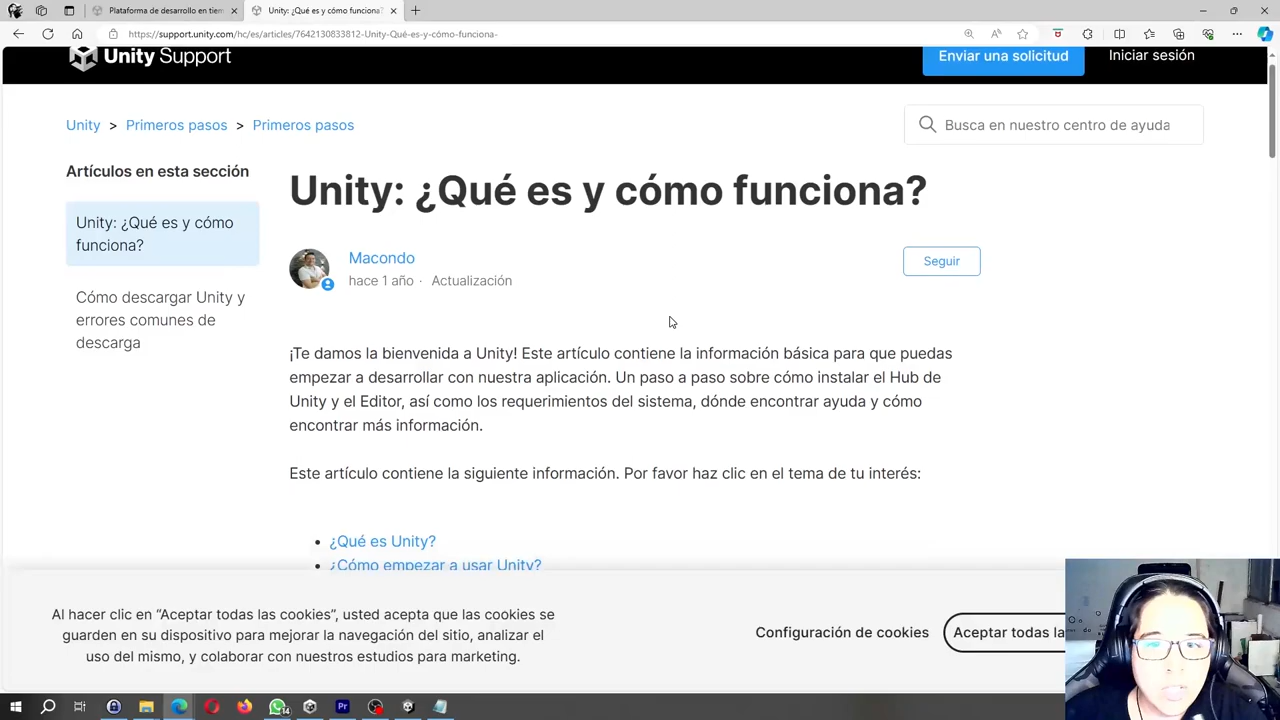 Plataforma de desarrollo en tiem
Unity: ¿Qué es y cómo funciona?
https://support.unity.com/hc/es/articles/7642130833812-Unity-Qué-es-y-cómo-funciona-
Unity Support
Enviar una solicitud
Iniciar sesión
Unity > Primeros pasos > Primeros pasos
Busca en nuestro centro de ayuda
Artículos en esta sección
Unity: ¿Qué es y cómo
funciona?
Cómo descargar Unity y
errores comunes de
descarga
Unity: ¿Qué es y cómo funciona?
Macondo
hace 1 año · Actualización
Seguir
¡Te damos la bienvenida a Unity! Este artículo contiene la información básica para que puedas
empezar a desarrollar con nuestra aplicación. Un paso a paso sobre cómo instalar el Hub de
Unity y el Editor, así como los requerimientos del sistema, dónde encontrar ayuda y cómo
encontrar más información.
Este artículo contiene la siguiente información. Por favor haz clic en el tema de tu interés:
• ¿Qué es Unity?
• ¿Cómo empezar a usar Unity?
Al hacer clic en “Aceptar todas las cookies”, usted acepta que las cookies se
guarden en su dispositivo para mejorar la navegación del sitio, analizar el
uso del mismo, y colaborar con nuestros estudios para marketing.
Configuración de cookies
Aceptar todas la
Pr
14